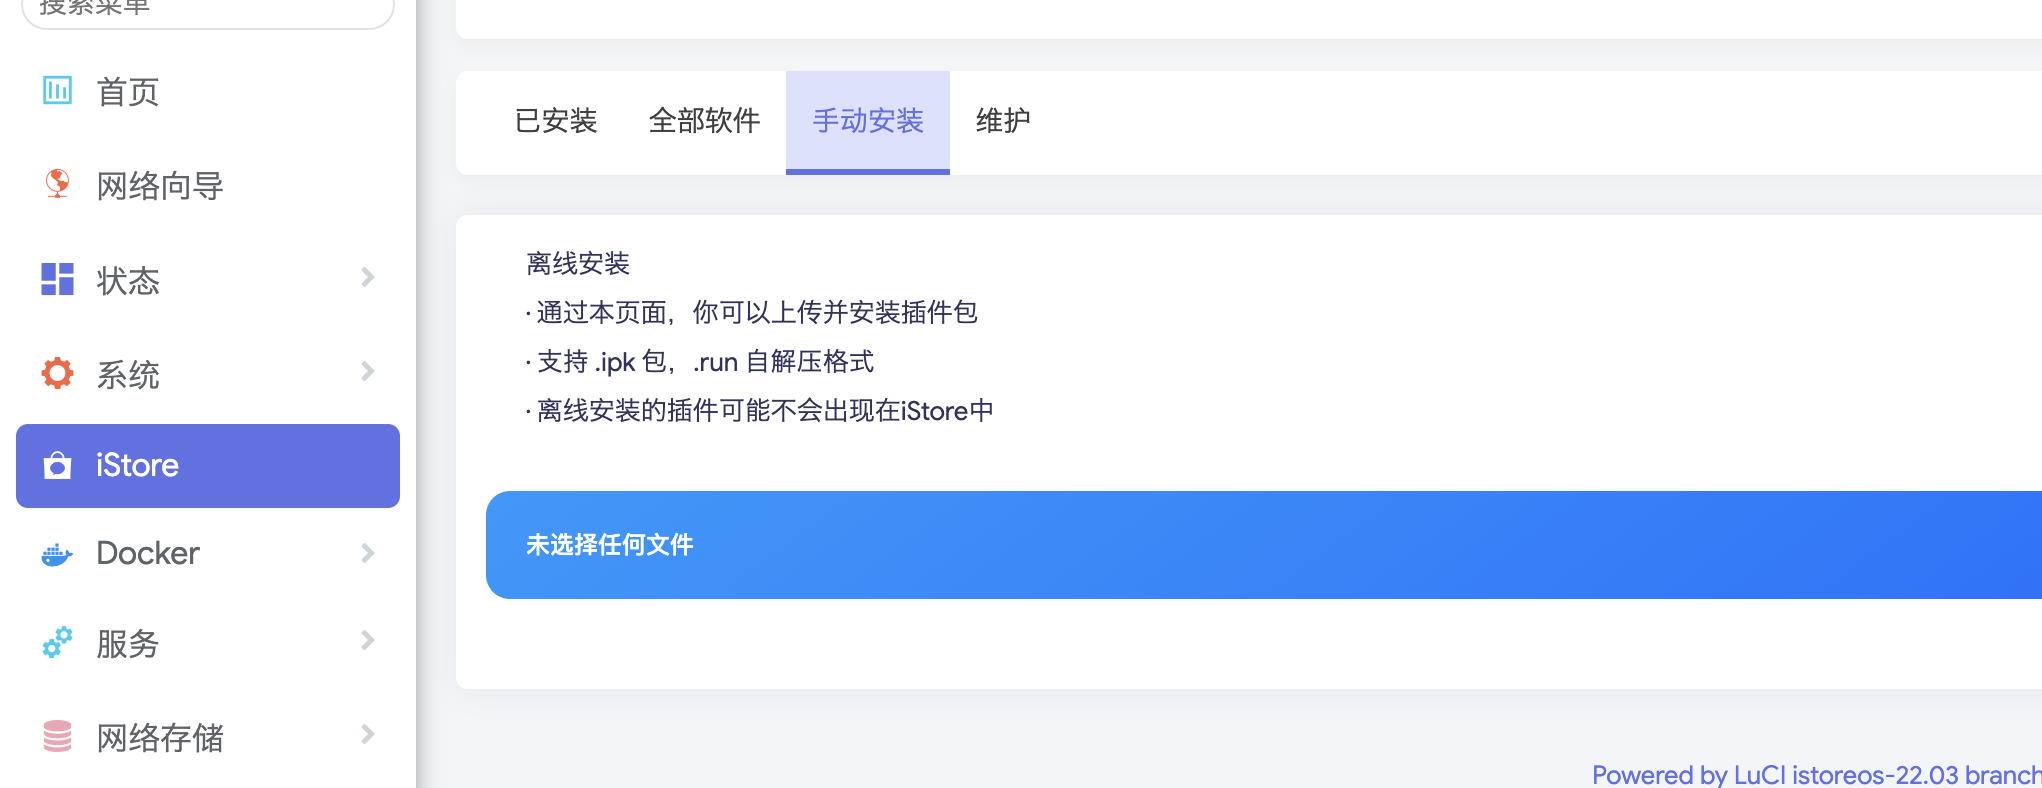 搜索菜单
首页
网络向导
状态
系统
iStore
Docker
服务
网络存储
已安装
全部软件
手动安装
维护
离线安装
· 通过本页面，你可以上传并安装插件包
· 支持 .ipk 包，.run 自解压格式
· 离线安装的插件可能不会出现在iStore中
未选择任何文件
Powered by LuCI istoreos-22.03 branch